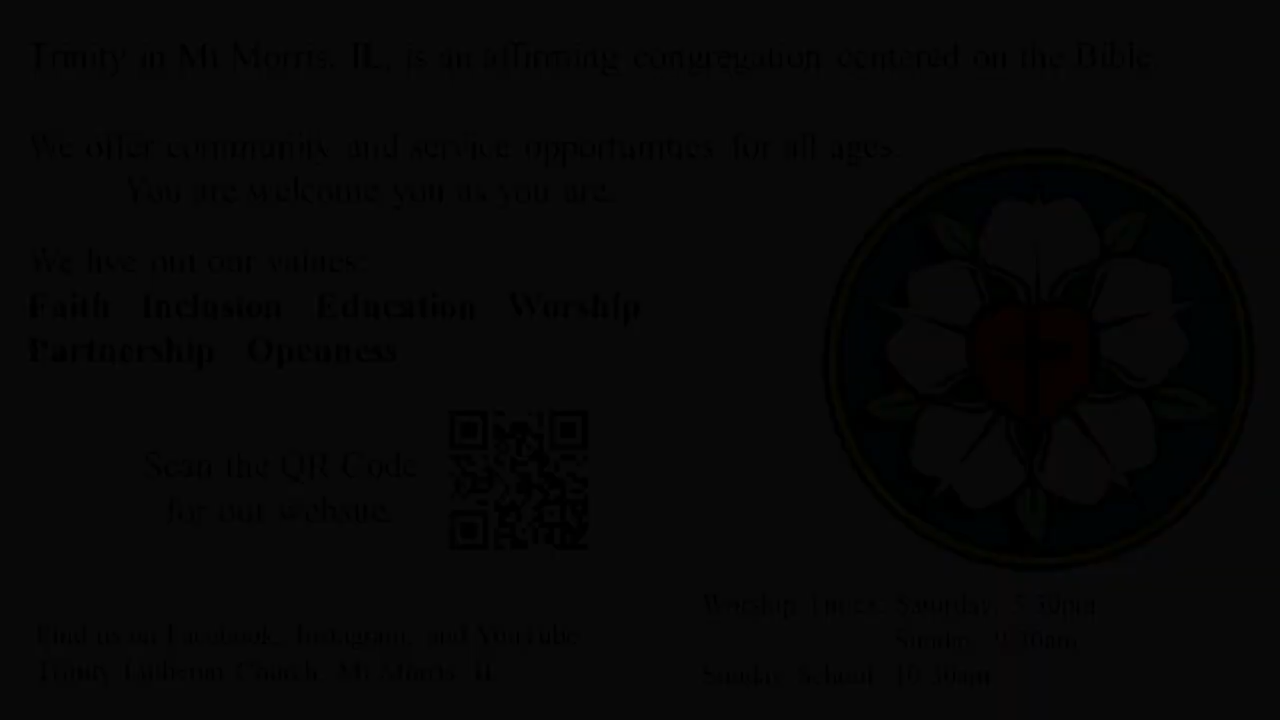 Trinity in Mt Morris, IL, is an affirming congregation centered on the Bible
We offer community and service opportunities for all ages.
You are welcome you as you are.
We live out our values:
Faith Inclusion Education Worship
Partnership Openness
Scan the QR Code
for our website.
Find us on Facebook, Instagram, and YouTube
Trinity Lutheran Church, Mt Morris, IL
Worship Times: Saturday 5:30pm
Sunday 9:30am
Sunday School 10:30am